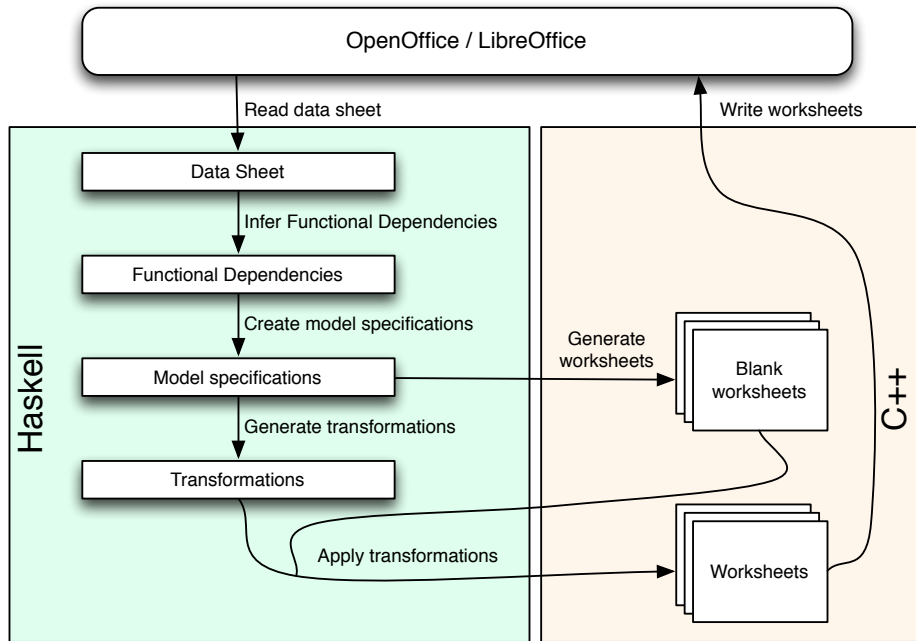 OpenOffice / LibreOffice
Read data sheet
Write worksheets
Data Sheet
Infer Functional Dependencies
Functional Dependencies
Create model specifications
Generate
worksheets
Model specifications
Blank
worksheets
Generate transformations
Transformations
Apply transformations
Worksheets
Haskell
C++